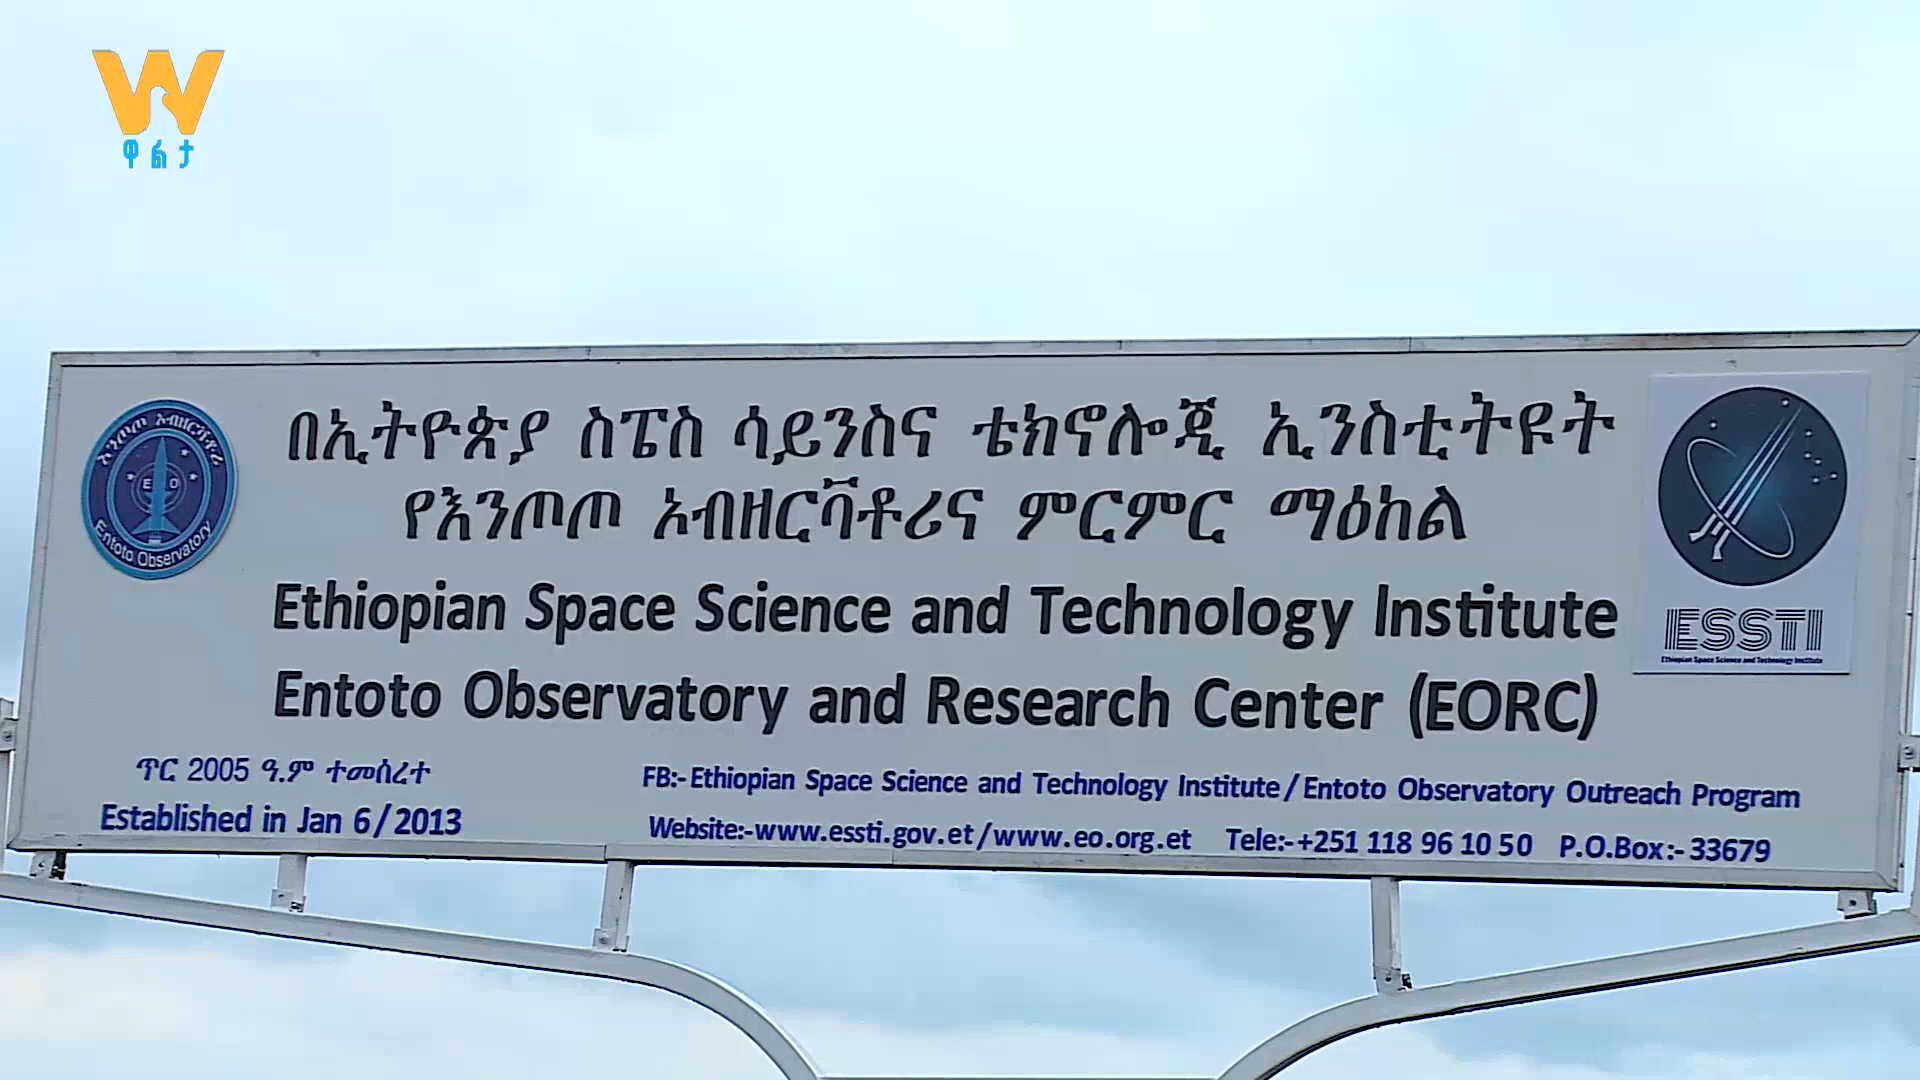 ዋልታ
በኢትዮጵያ ስፔስ ሳይንስና ቴክኖሎጂ ኢንስቲትዩት
የእንጦጦ ኦብዘርቫቶሪና ምርምር ማዕከል
Ethiopian Space Science and Technology Institute
Entoto Observatory and Research Center (EORC)
ጥር 2005 ዓ.ም ተመሰረተ
Established in Jan 6/2013
FB:-Ethiopian Space Science and Technology Institute/Entoto Observatory Outreach Program
Website:-www.essti.gov.et/www.eo.org.et Tele:-+251 118 96 10 50 P.O.Box:-33679
እንጦጦ ኦብዘርቫቶሪ
E O
Entoto Observatory
ESSTI
Ethiopian Space Science and Technology Institute